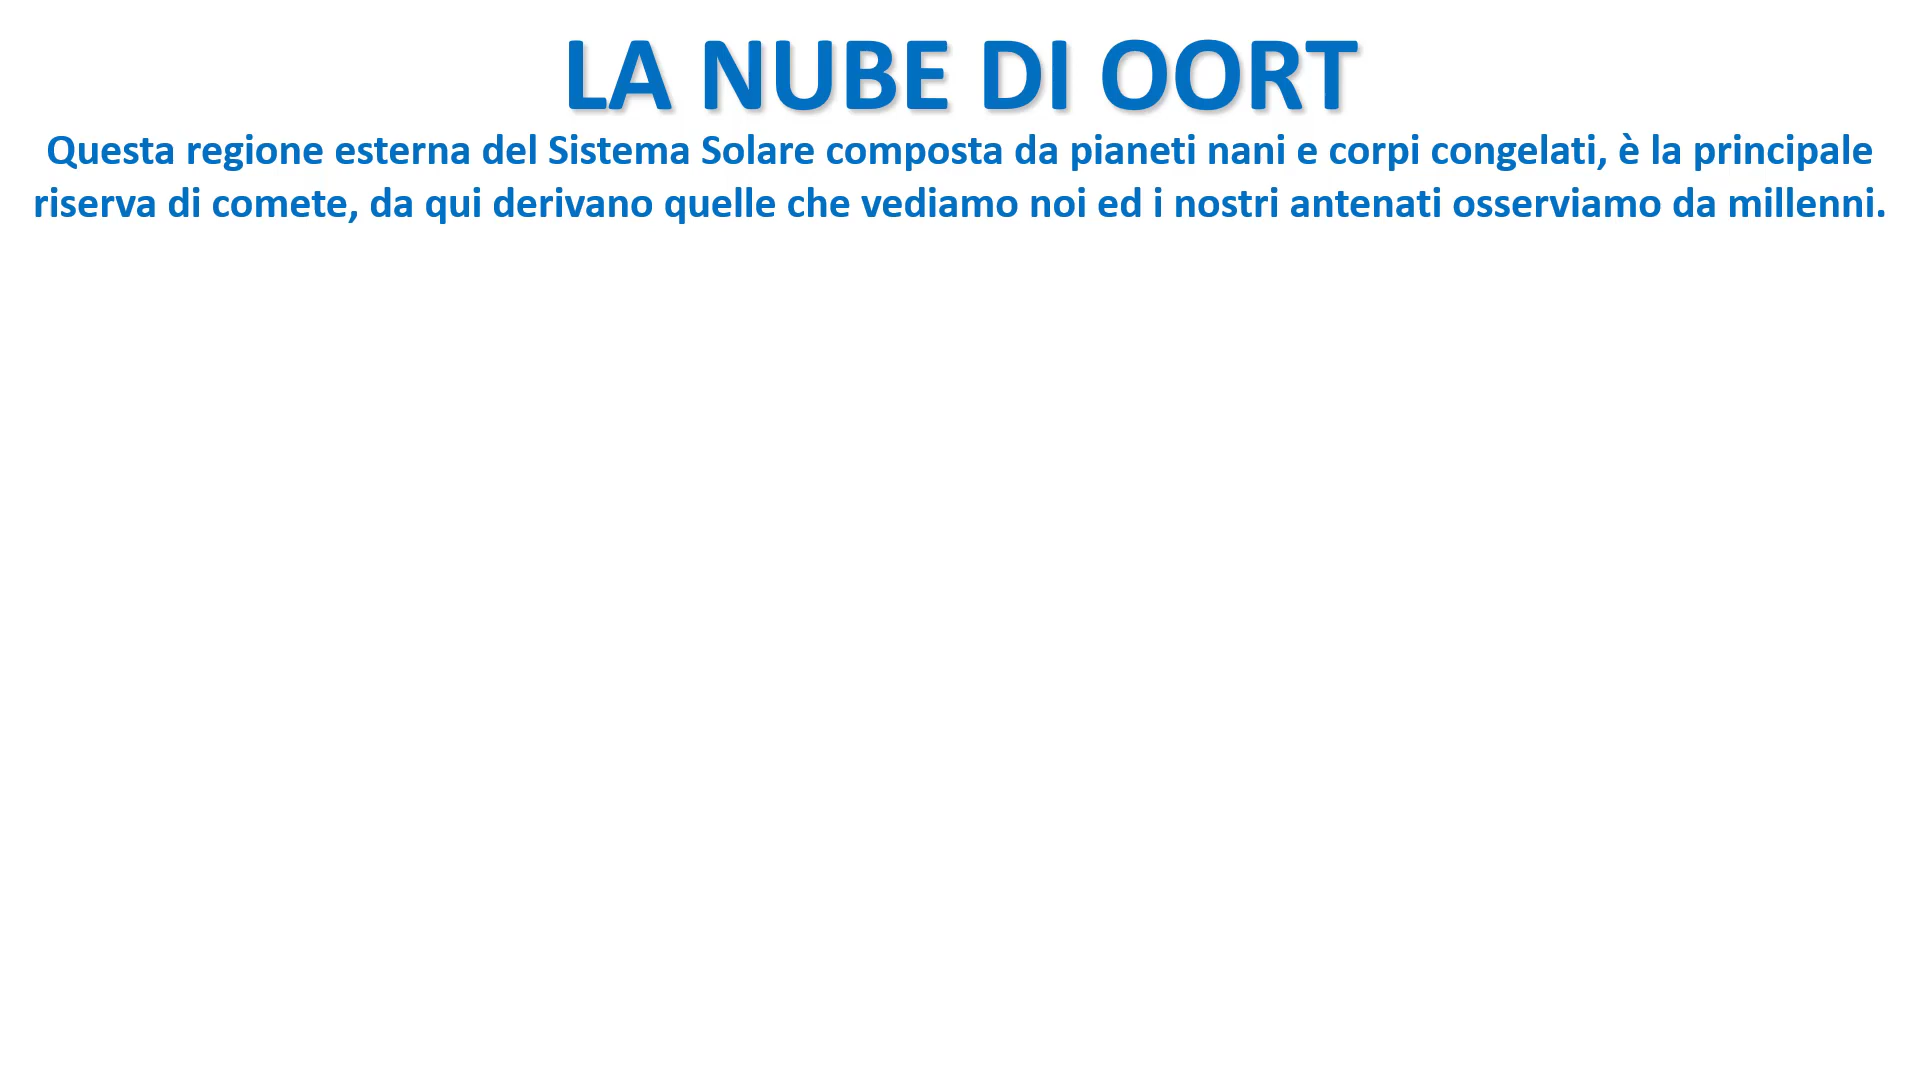 LA NUBE DI OORT
Questa regione esterna del Sistema Solare composta da pianeti nani e corpi congelati, è la principale
riserva di comete, da qui derivano quelle che vediamo noi ed i nostri antenati osserviamo da millenni.